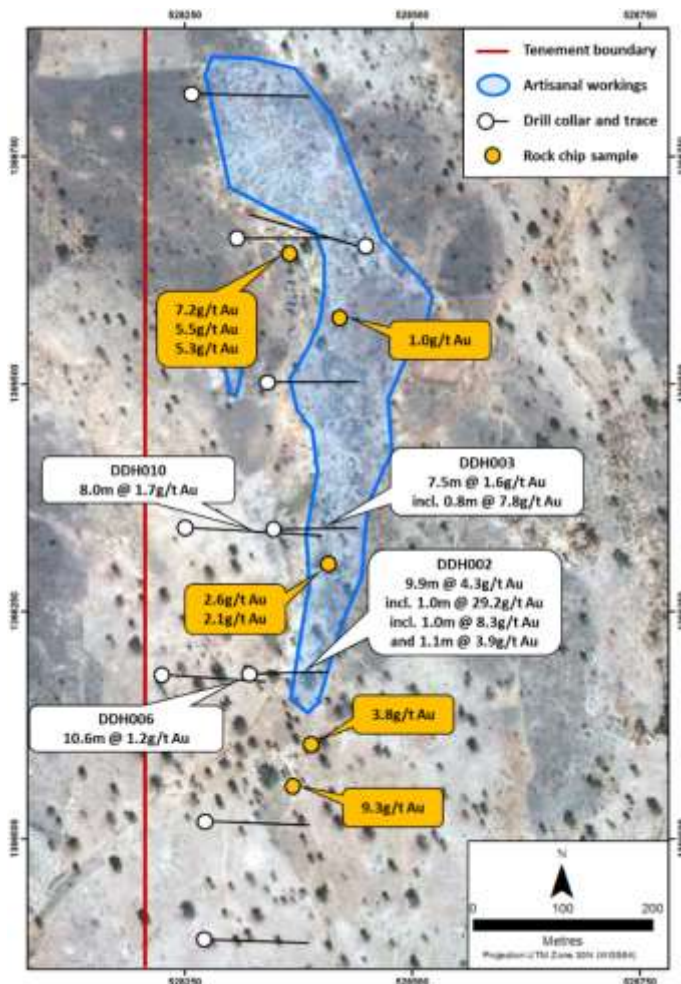 Tenement boundary
Artisanal workings
Drill collar and trace
Rock chip sample
7.2g/t Au
5.5g/t Au
5.3g/t Au
1.0g/t Au
DDH010
8.0m @ 1.7g/t Au
DDH003
7.5m @ 1.6g/t Au
incl. 0.8m @ 7.8g/t Au
2.6g/t Au
2.1g/t Au
DDH002
9.9m @ 4.3g/t Au
incl. 1.0m @ 29.2g/t Au
incl. 1.0m @ 8.3g/t Au
and 1.1m @ 3.9g/t Au
DDH006
10.6m @ 1.2g/t Au
3.8g/t Au
9.3g/t Au
N
0 100 200
Metres